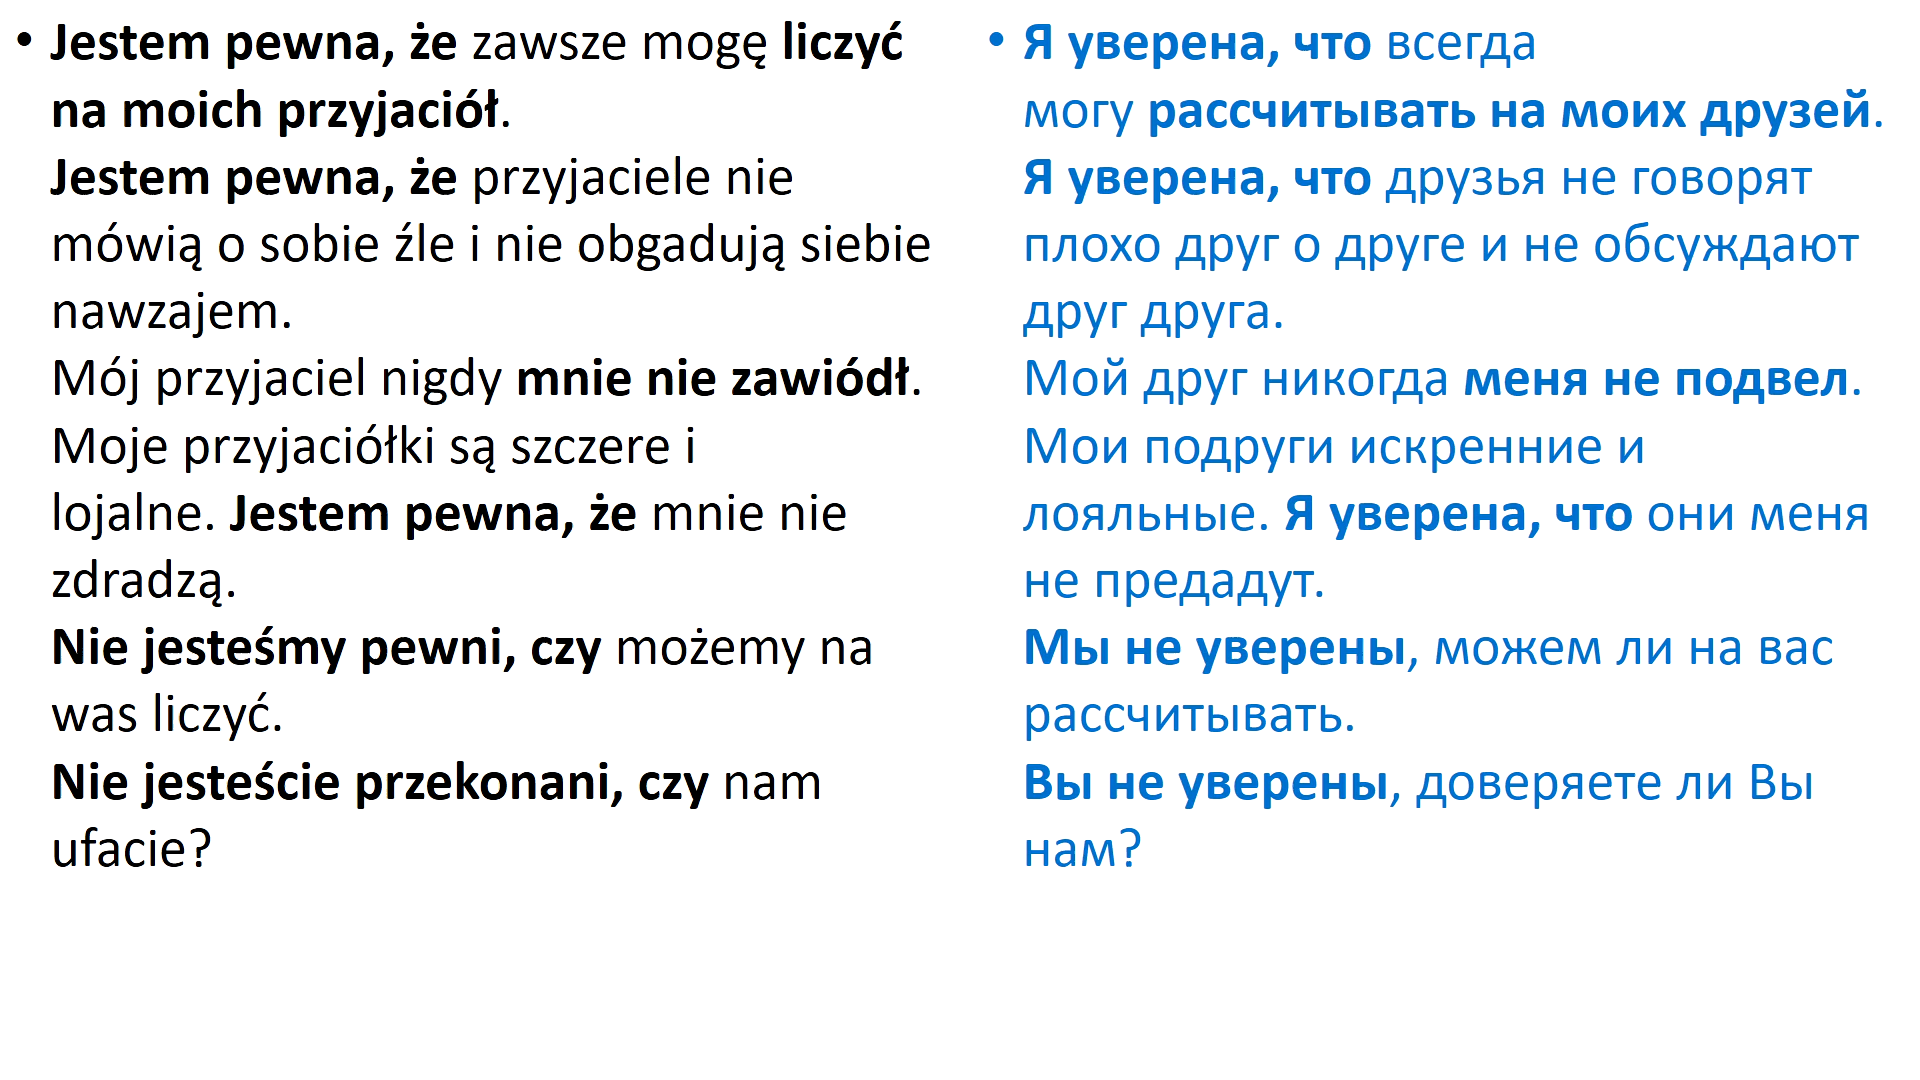 • Jestem pewna, że zawsze mogę liczyć
na moich przyjaciół.
Jestem pewna, że przyjaciele nie
mówią o sobie źle i nie obgadują siebie
nawzajem.
Mój przyjaciel nigdy mnie nie zawiódł.
Moje przyjaciółki są szczere i
lojalne. Jestem pewna, że mnie nie
zdradzą.
Nie jesteśmy pewni, czy możemy na
was liczyć.
Nie jesteście przekonani, czy nam
ufacie?
• Я уверена, что всегда
могу рассчитывать на моих друзей.
Я уверена, что друзья не говорят
плохо друг о друге и не обсуждают
друг друга.
Мой друг никогда меня не подвел.
Мои подруги искренние и
лояльные. Я уверена, что они меня
не предадут.
Мы не уверены, можем ли на вас
рассчитывать.
Вы не уверены, доверяете ли Вы
нам?